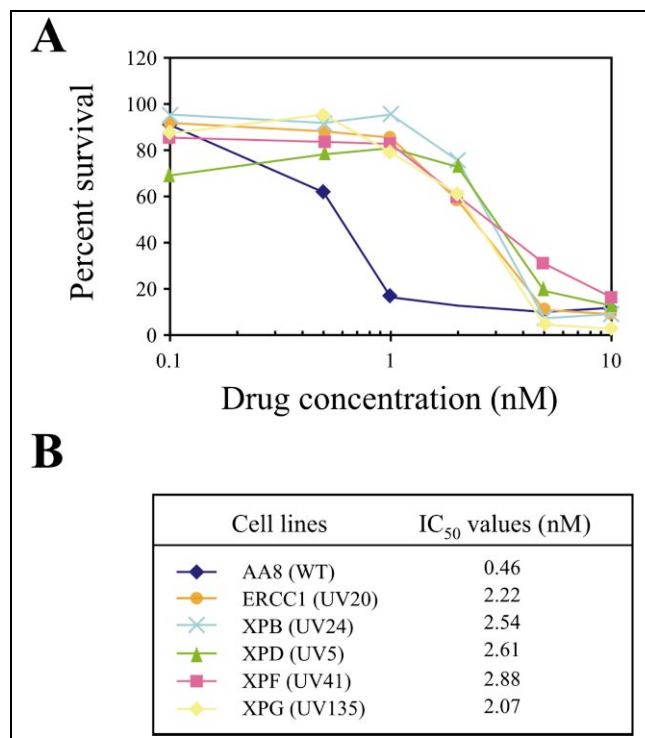 A
120
100
80
60
40
20
0
Percent survival
0.1 1 10
Drug concentration (nM)
B
Cell lines IC50 values (nM)
AA8 (WT) 0.46
ERCC1 (UV20) 2.22
XPB (UV24) 2.54
XPD (UV5) 2.61
XPF (UV41) 2.88
XPG (UV135) 2.07